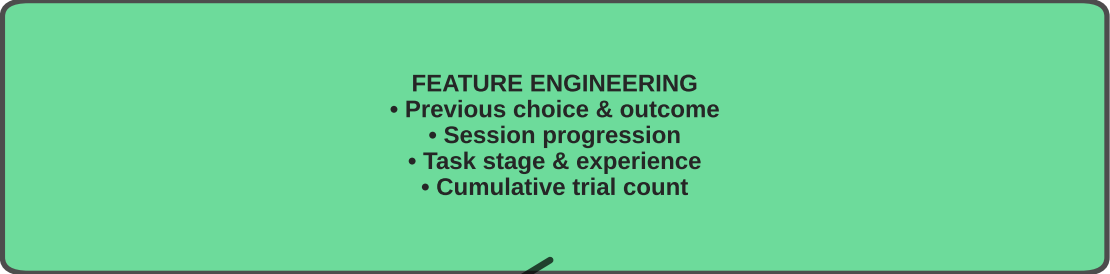 FEATURE ENGINEERING
• Previous choice & outcome
• Session progression
• Task stage & experience
• Cumulative trial count